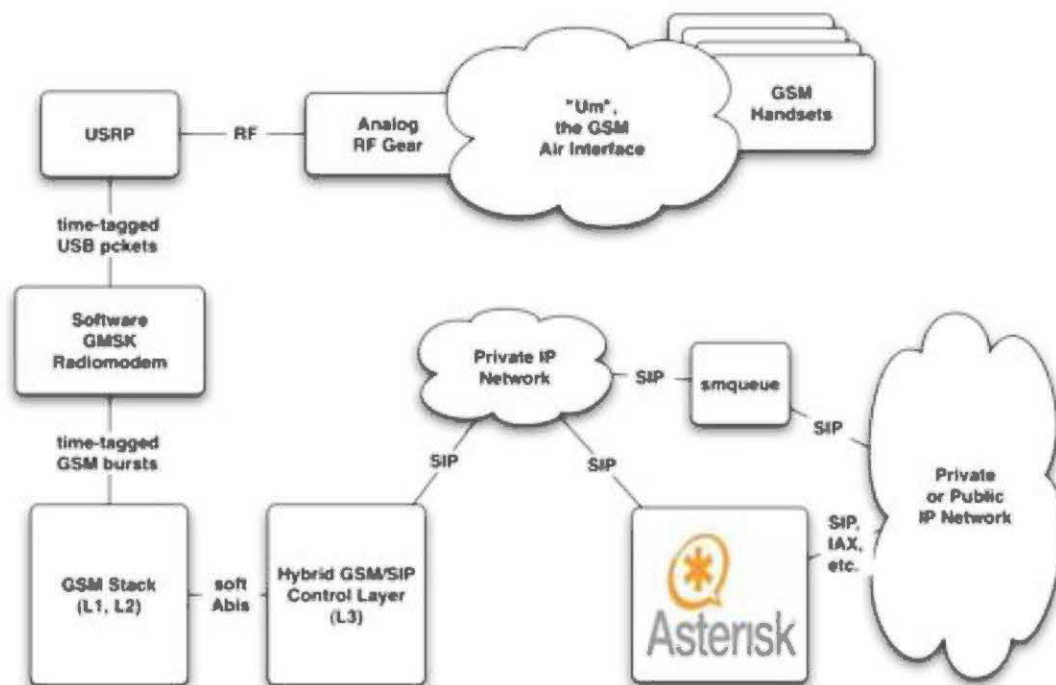 USRP
RF
Analog
RF Gear
"Um",
the GSM
Air Interface
GSM
Handsets
time-tagged
USB pckets
Software
GMSK
Radiomodem
time-tagged
GSM bursts
GSM Stack
(L1, L2)
soft
Abis
Hybrid GSM/SIP
Control Layer
(L3)
SIP
Private IP
Network
SIP
smqueue
SIP
SIP
Asterisk
SIP,
IAX,
etc.
Private
or Public
IP Network